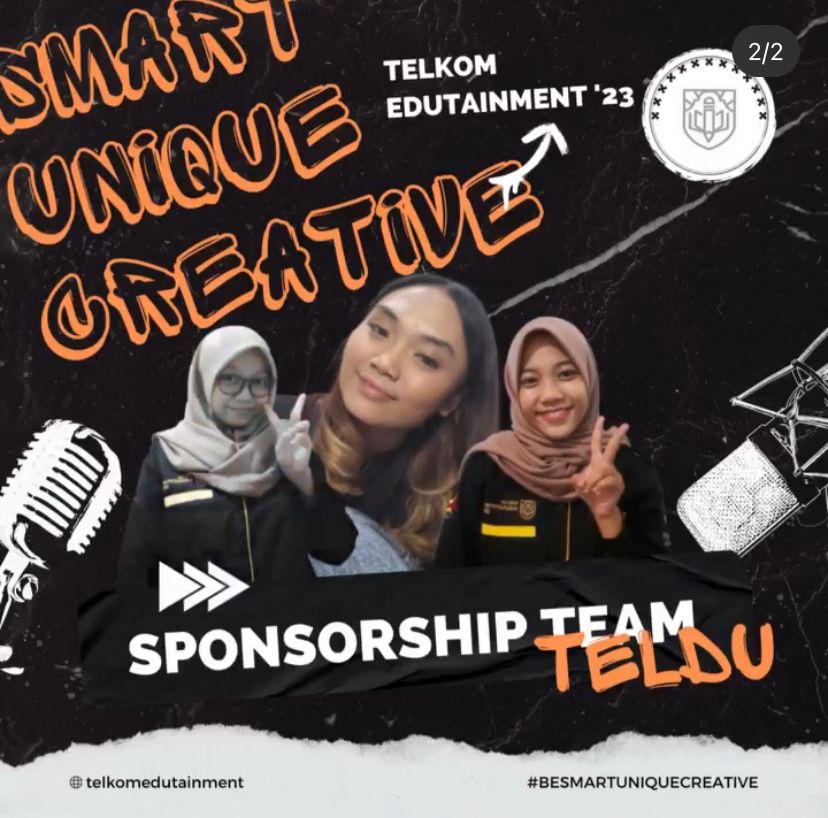 SMART
UNIQUE
CREATIVE
TELKOM
EDUTAINMENT '23
2/2
SPONSORSHIP TEAM
TELDU
telkomedutainment
#BESMARTUNIQUECREATIVE